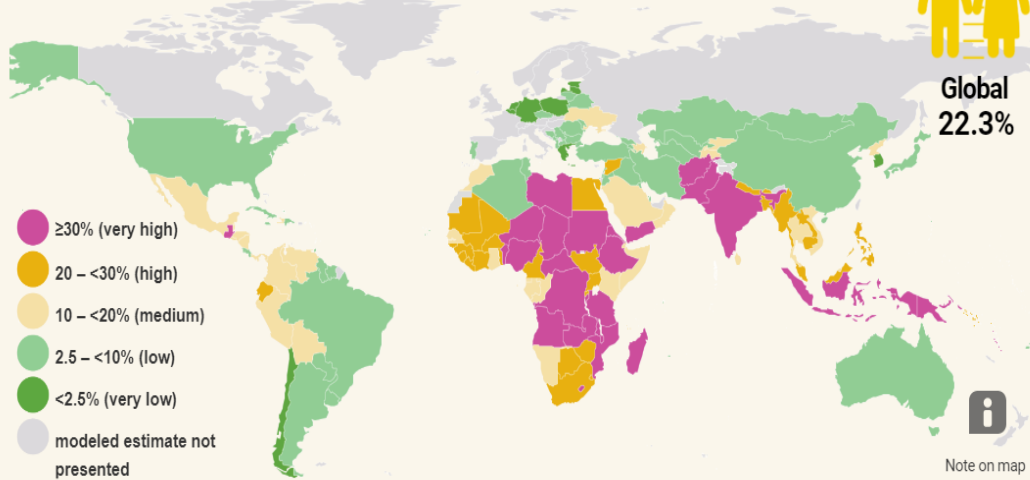 Global
22.3%
≥30% (very high)
20 – <30% (high)
10 – <20% (medium)
2.5 – <10% (low)
<2.5% (very low)
modeled estimate not
presented
i
Note on map